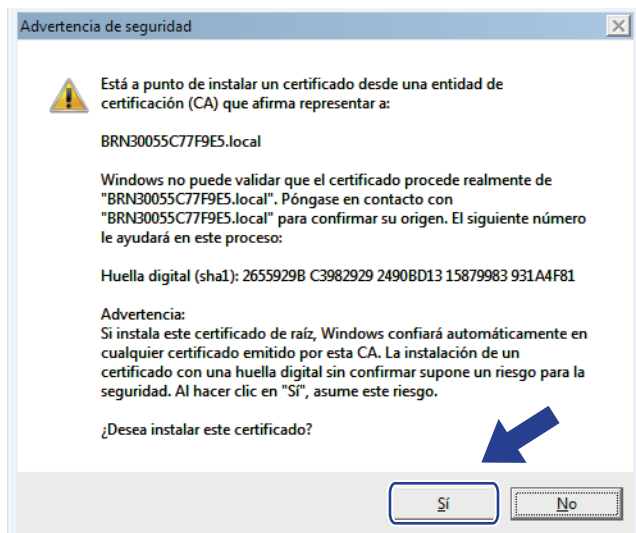 Advertencia de seguridad
Está a punto de instalar un certificado desde una entidad de
certificación (CA) que afirma representar a:
BRN30055C77F9E5.local
Windows no puede validar que el certificado procede realmente de
"BRN30055C77F9E5.local". Póngase en contacto con
"BRN30055C77F9E5.local" para confirmar su origen. El siguiente número
le ayudará en este proceso:
Huella digital (sha1): 2655929B C3982929 2490BD13 15879983 931A4F81
Advertencia:
Si instala este certificado de raíz, Windows confiará automáticamente en
cualquier certificado emitido por esta CA. La instalación de un
certificado con una huella digital sin confirmar supone un riesgo para la
seguridad. Al hacer clic en "Sí", asume este riesgo.
¿Desea instalar este certificado?
Sí
No